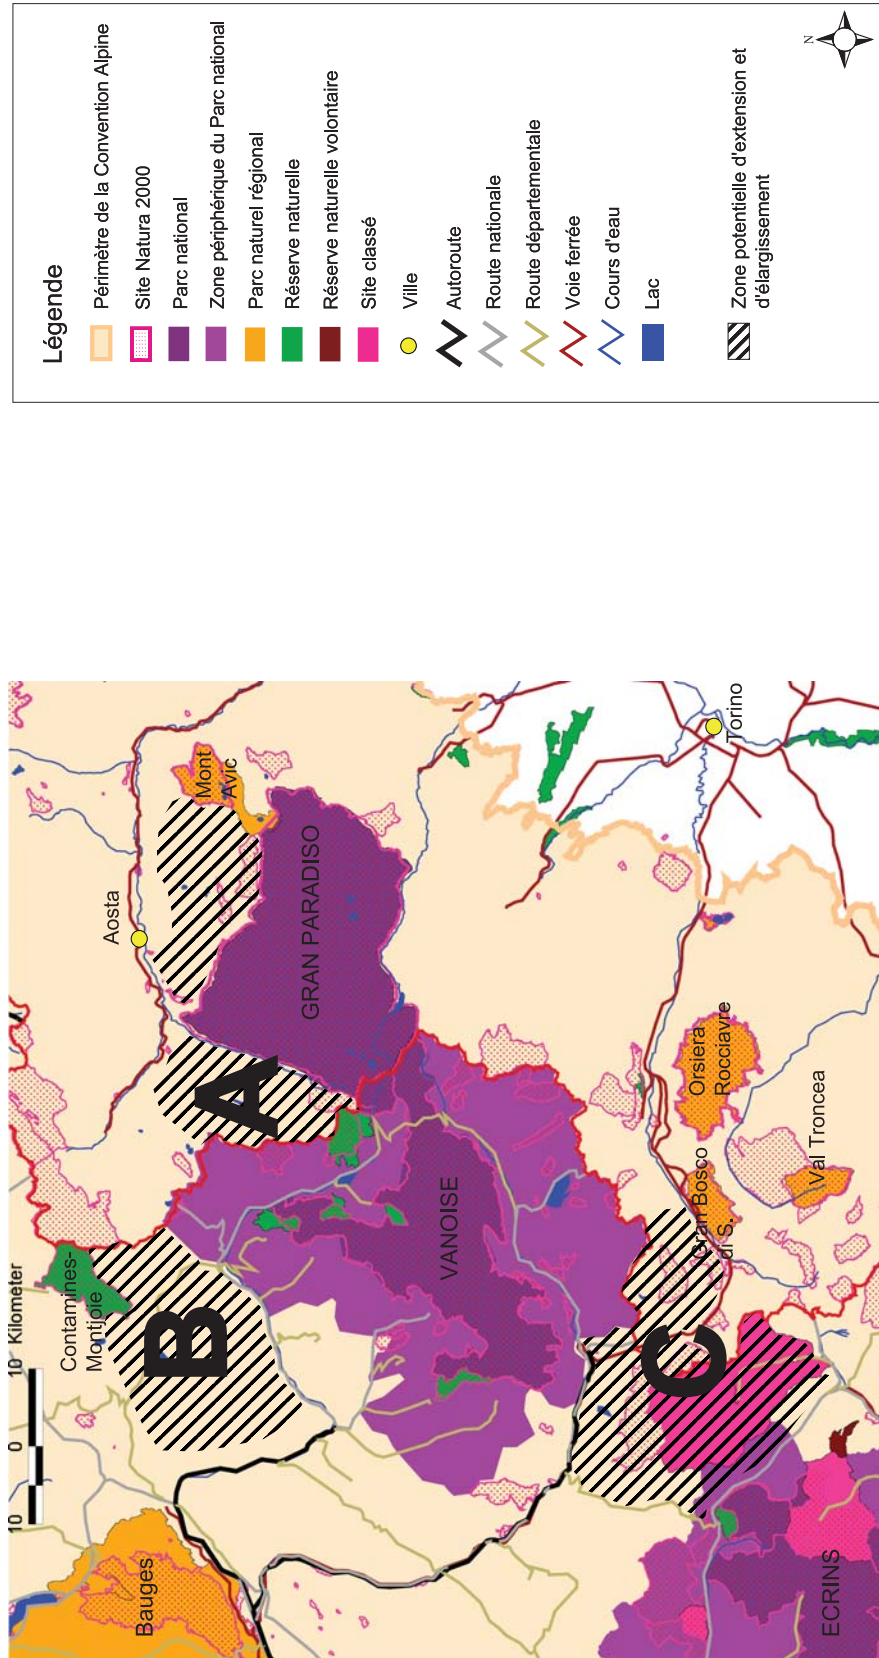 Légende
Périmètre de la Convention Alpine
Site Natura 2000
Parc national
Zone périphérique du Parc national
Parc naturel régional
Réserve naturelle
Réserve naturelle volontaire
Site classé
Ville
Autoroute
Route nationale
Route départementale
Voie ferrée
Cours d'eau
Lac
Zone potentielle d'extension et
d'élargissement
N
10 0 10 Kilometer
Bauges
Contamines-
Montjoie
Aosta
Mont
Avic
A
B
GRAN PARADISO
VANOISE
C
Gran Bosco
di S.
Orsiera
Rocciavre
Torino
Val Troncea
ECRINS